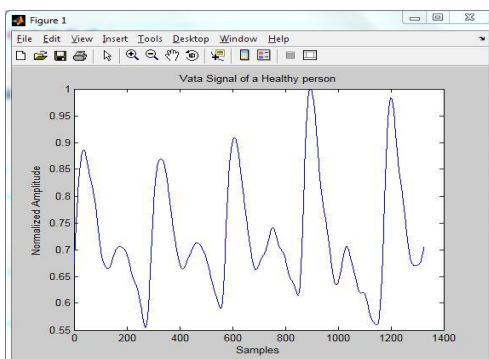 Figure 1
File Edit View Insert Tools Desktop Window Help
Vata Signal of a Healthy person
Normalized Amplitude
1
0.95
0.9
0.85
0.8
0.75
0.7
0.65
0.6
0.55
0 200 400 600 800 1000 1200 1400
Samples